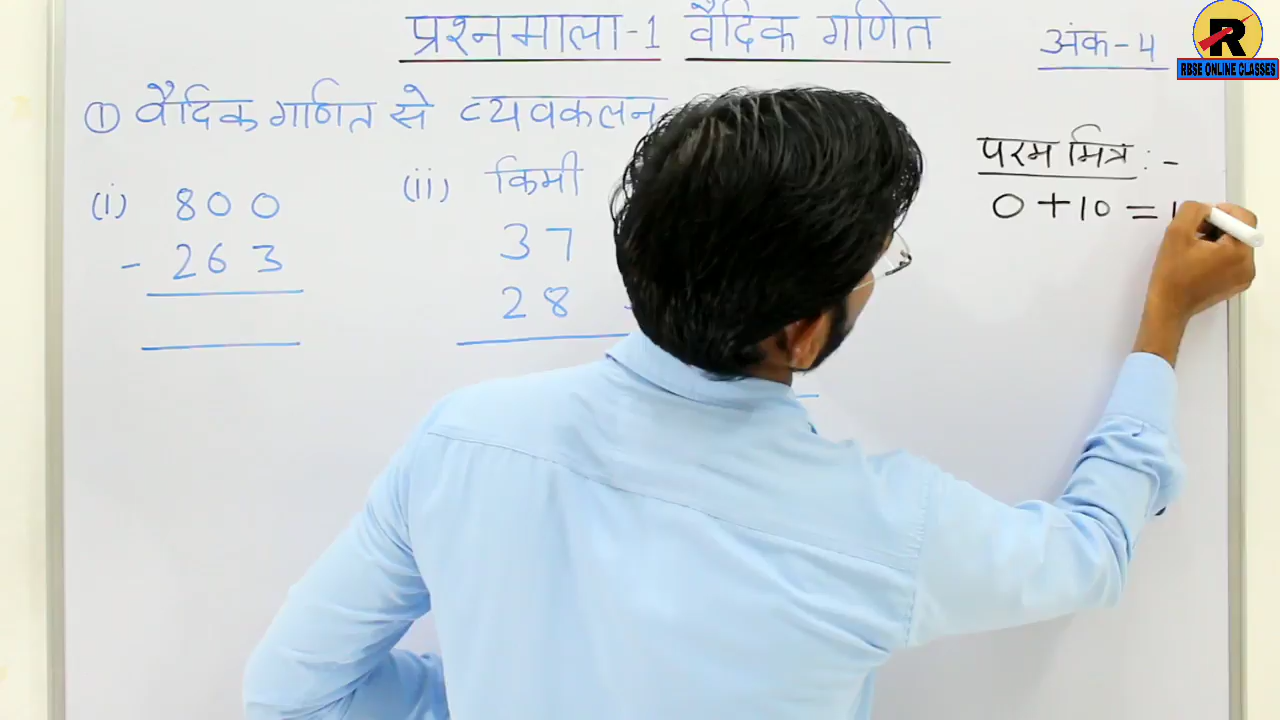 प्रश्नमाला-1 वैदिक गणित
अंक-4
R
RBSE ONLINE CLASSES
① वैदिक गणित से व्यवकलन
(i) 800
- 263
(ii) किमी
37
28
परम मित्र :-
0 + 10 = 1